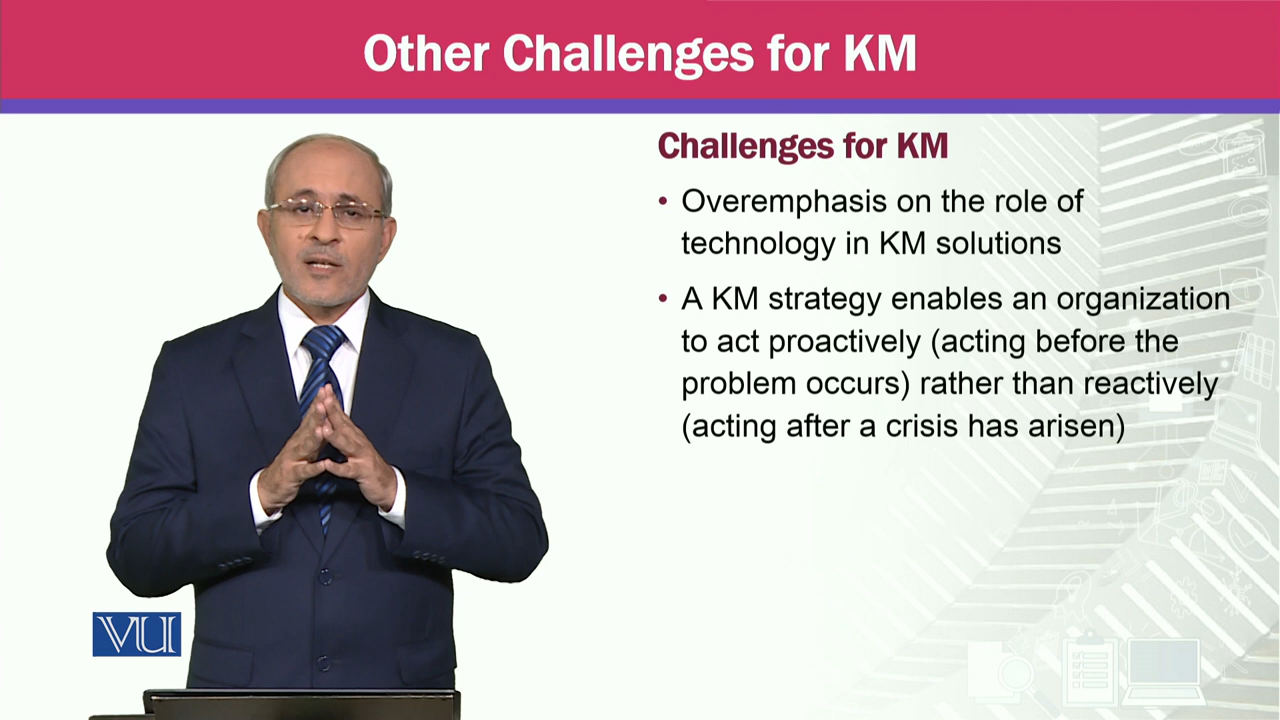 Other Challenges for KM
Challenges for KM
• Overemphasis on the role of
technology in KM solutions
• A KM strategy enables an organization
to act proactively (acting before the
problem occurs) rather than reactively
(acting after a crisis has arisen)
VU